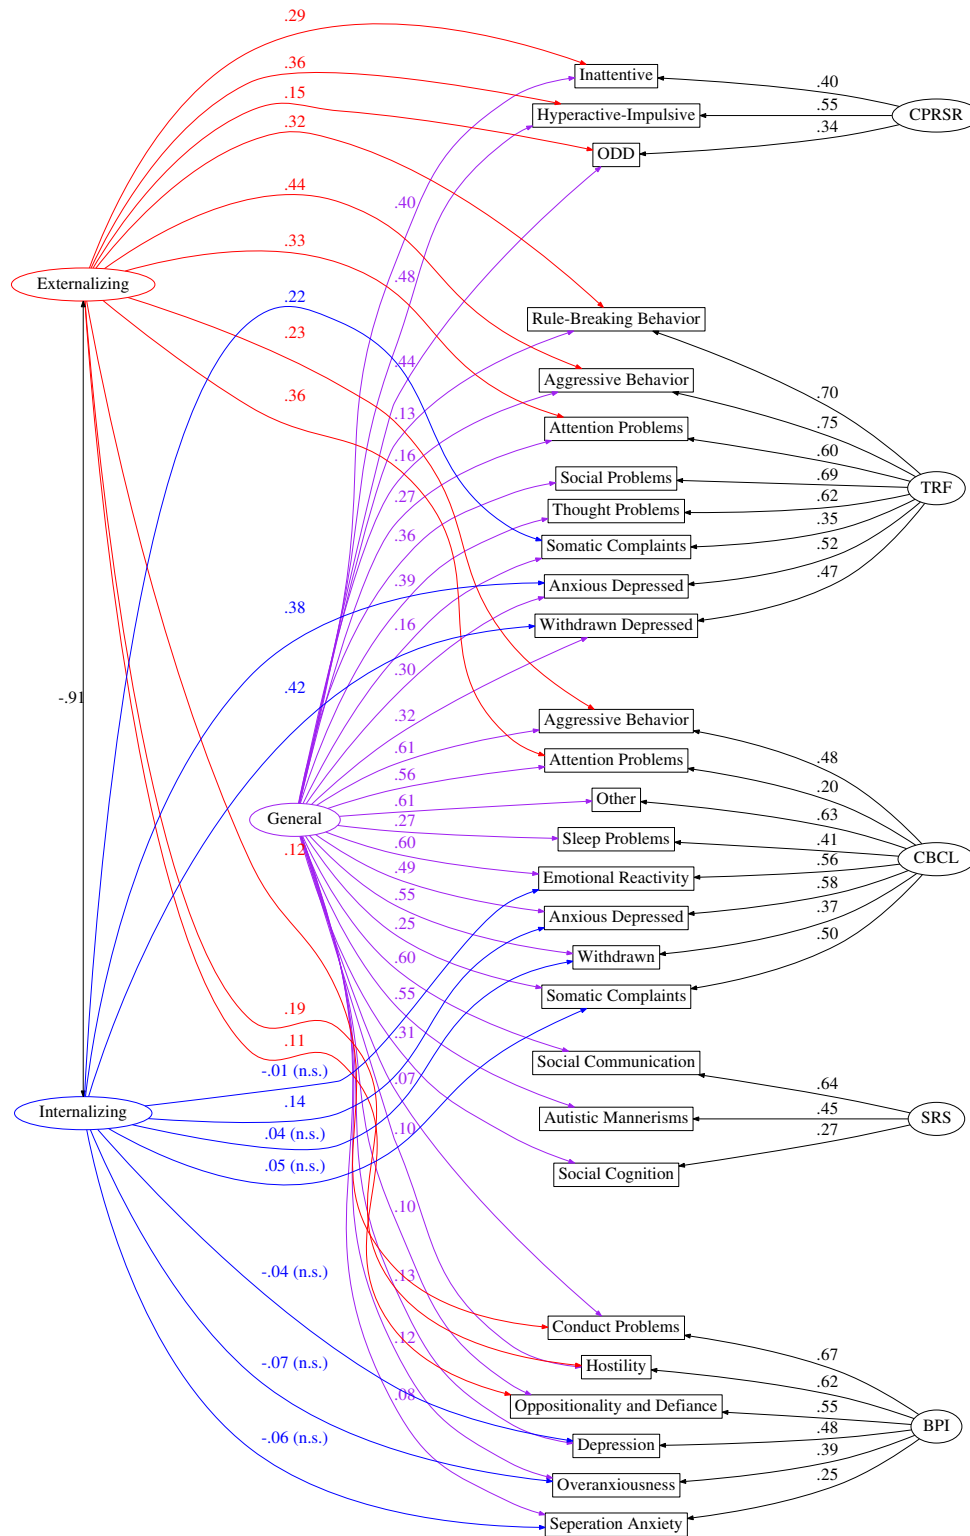 .29
.36
.15
.32
.44
.33
.22
.23
.36
.38
.42
-.91
.12
.19
.11
-.01 (n.s.)
.14
.04 (n.s.)
.05 (n.s.)
-.04 (n.s.)
-.07 (n.s.)
-.06 (n.s.)
Externalizing
Internalizing
General
.40
.48
.44
.13
.16
.27
.36
.39
.16
.30
.32
.61
.56
.61
.27
.60
.49
.55
.25
.60
.55
.31
.07
.10
.10
.13
.12
.08
Inattentive
Hyperactive-Impulsive
ODD
Rule-Breaking Behavior
Aggressive Behavior
Attention Problems
Social Problems
Thought Problems
Somatic Complaints
Anxious Depressed
Withdrawn Depressed
Aggressive Behavior
Attention Problems
Other
Sleep Problems
Emotional Reactivity
Anxious Depressed
Withdrawn
Somatic Complaints
Social Communication
Autistic Mannerisms
Social Cognition
Conduct Problems
Hostility
Oppositionality and Defiance
Depression
Overanxiousness
Seperation Anxiety
.40
.55
.34
CPRSR
.70
.75
.60
.69
.62
.35
.52
.47
TRF
.48
.20
.63
.41
.56
.58
.37
.50
CBCL
.64
.45
.27
SRS
.67
.62
.55
.48
.39
.25
BPI